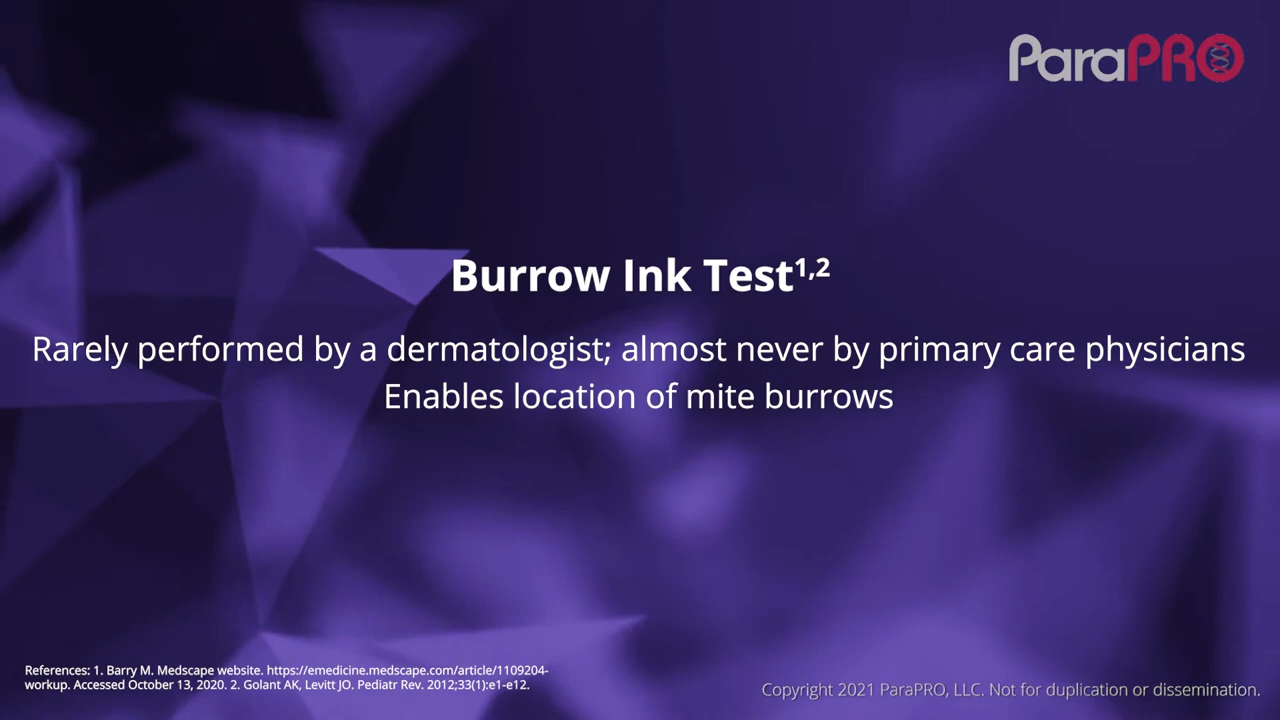 ParaPRO
Burrow Ink Test1,2
Rarely performed by a dermatologist; almost never by primary care physicians
Enables location of mite burrows
References: 1. Barry M. Medscape website. https://emedicine.medscape.com/article/1109204-
workup. Accessed October 13, 2020. 2. Golant AK, Levitt JO. Pediatr Rev. 2012;33(1):e1-e12.
Copyright 2021 ParaPRO, LLC. Not for duplication or dissemination.